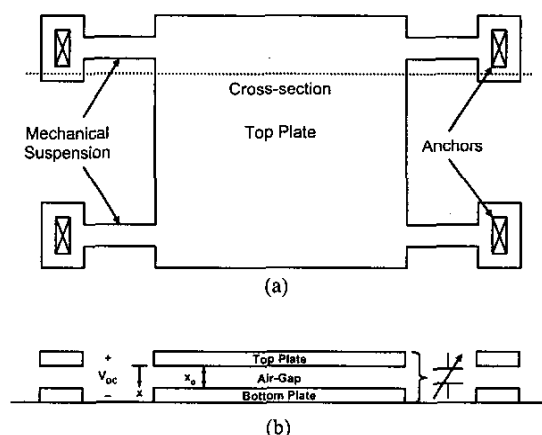 (a)
Cross-section
Mechanical
Suspension
Top Plate
Anchors
(a)
+
V_DC
−
x
Top Plate
x_o
Air-Gap
Bottom Plate
(b)